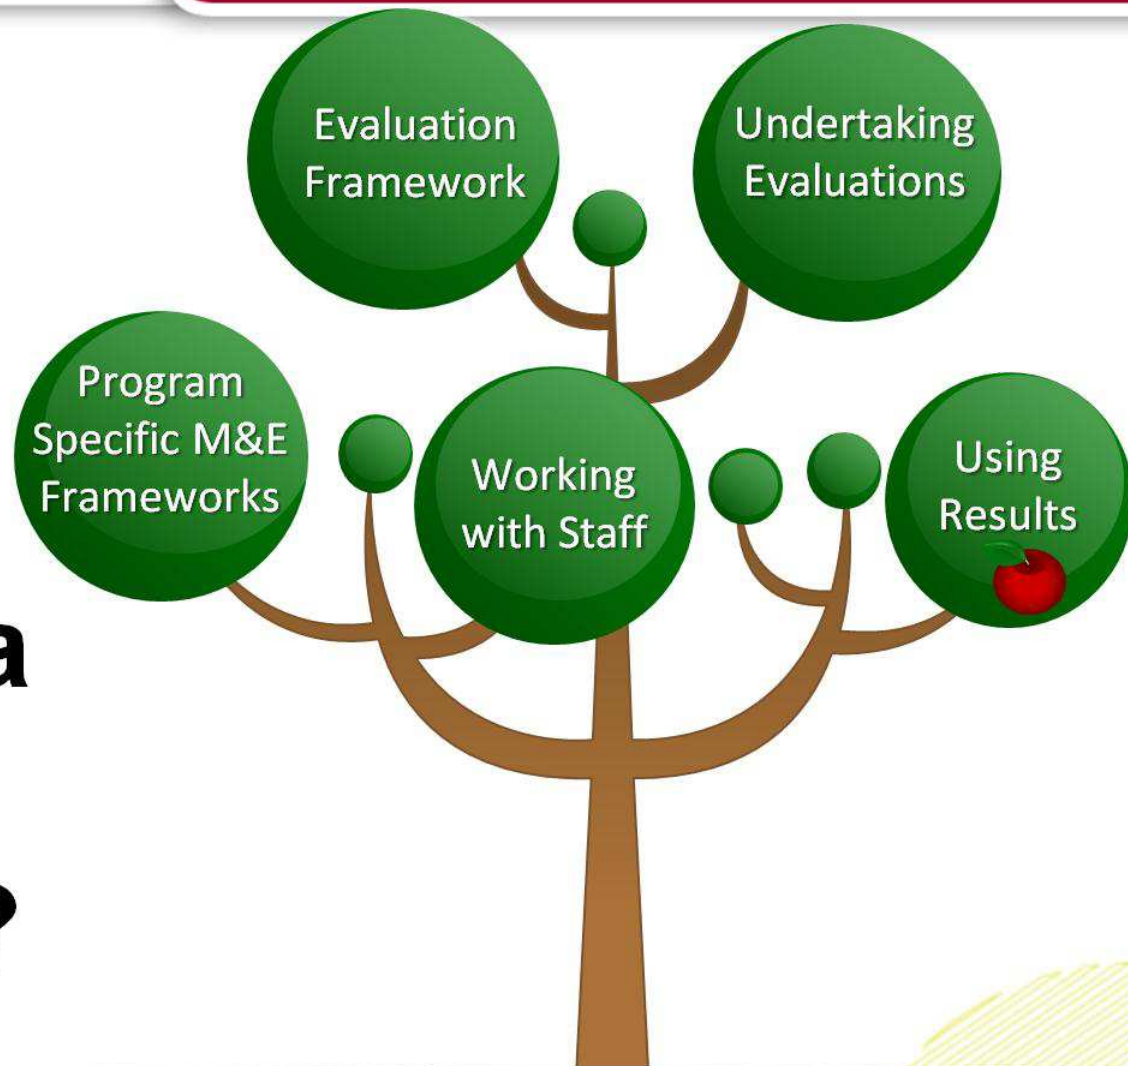 Evaluation
Framework
Undertaking
Evaluations
Program
Specific M&E
Frameworks
Working
with Staff
Using
Results
a
?